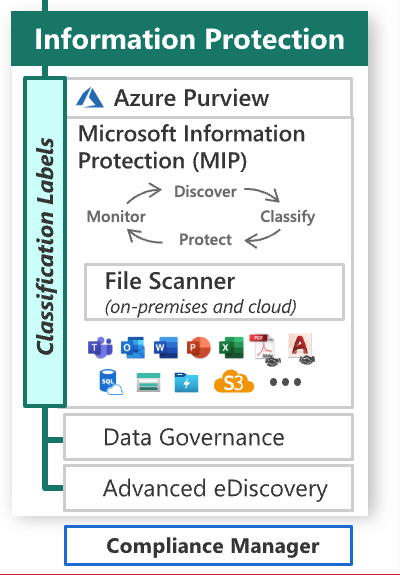 Information Protection
Classification Labels
Azure Purview
Microsoft Information
Protection (MIP)
Discover
Monitor
Classify
Protect
File Scanner
(on-premises and cloud)
PDF
A
SQL
S3
Data Governance
Advanced eDiscovery
Compliance Manager